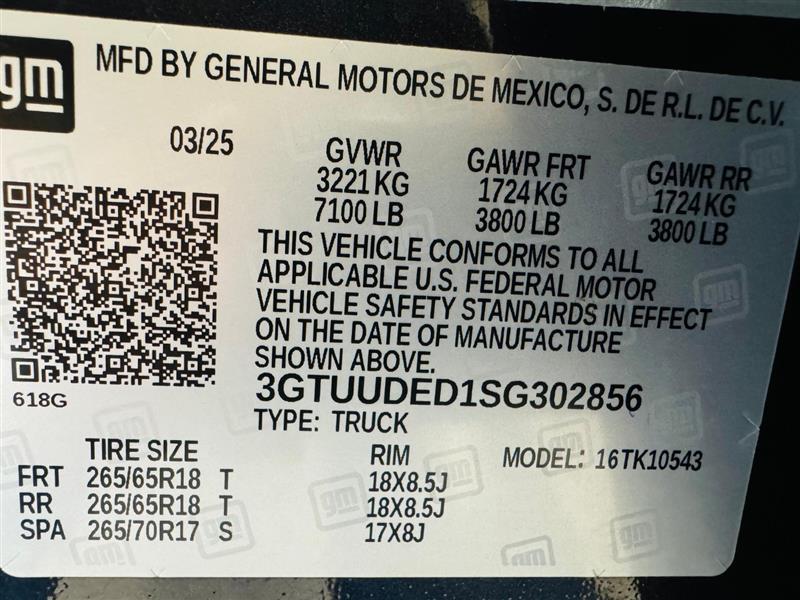 gm
MFD BY GENERAL MOTORS DE MEXICO, S. DE R.L. DE C.V.
03/25
GVWR GAWR FRT GAWR RR
3221 KG 1724 KG 1724 KG
7100 LB 3800 LB 3800 LB
THIS VEHICLE CONFORMS TO ALL
APPLICABLE U.S. FEDERAL MOTOR
VEHICLE SAFETY STANDARDS IN EFFECT
ON THE DATE OF MANUFACTURE
SHOWN ABOVE.
3GTUUDED1SG302856
618G
TYPE: TRUCK
TIRE SIZE RIM MODEL: 16TK10543
FRT 265/65R18 T 18X8.5J
RR 265/65R18 T 18X8.5J
SPA 265/70R17 S 17X8J